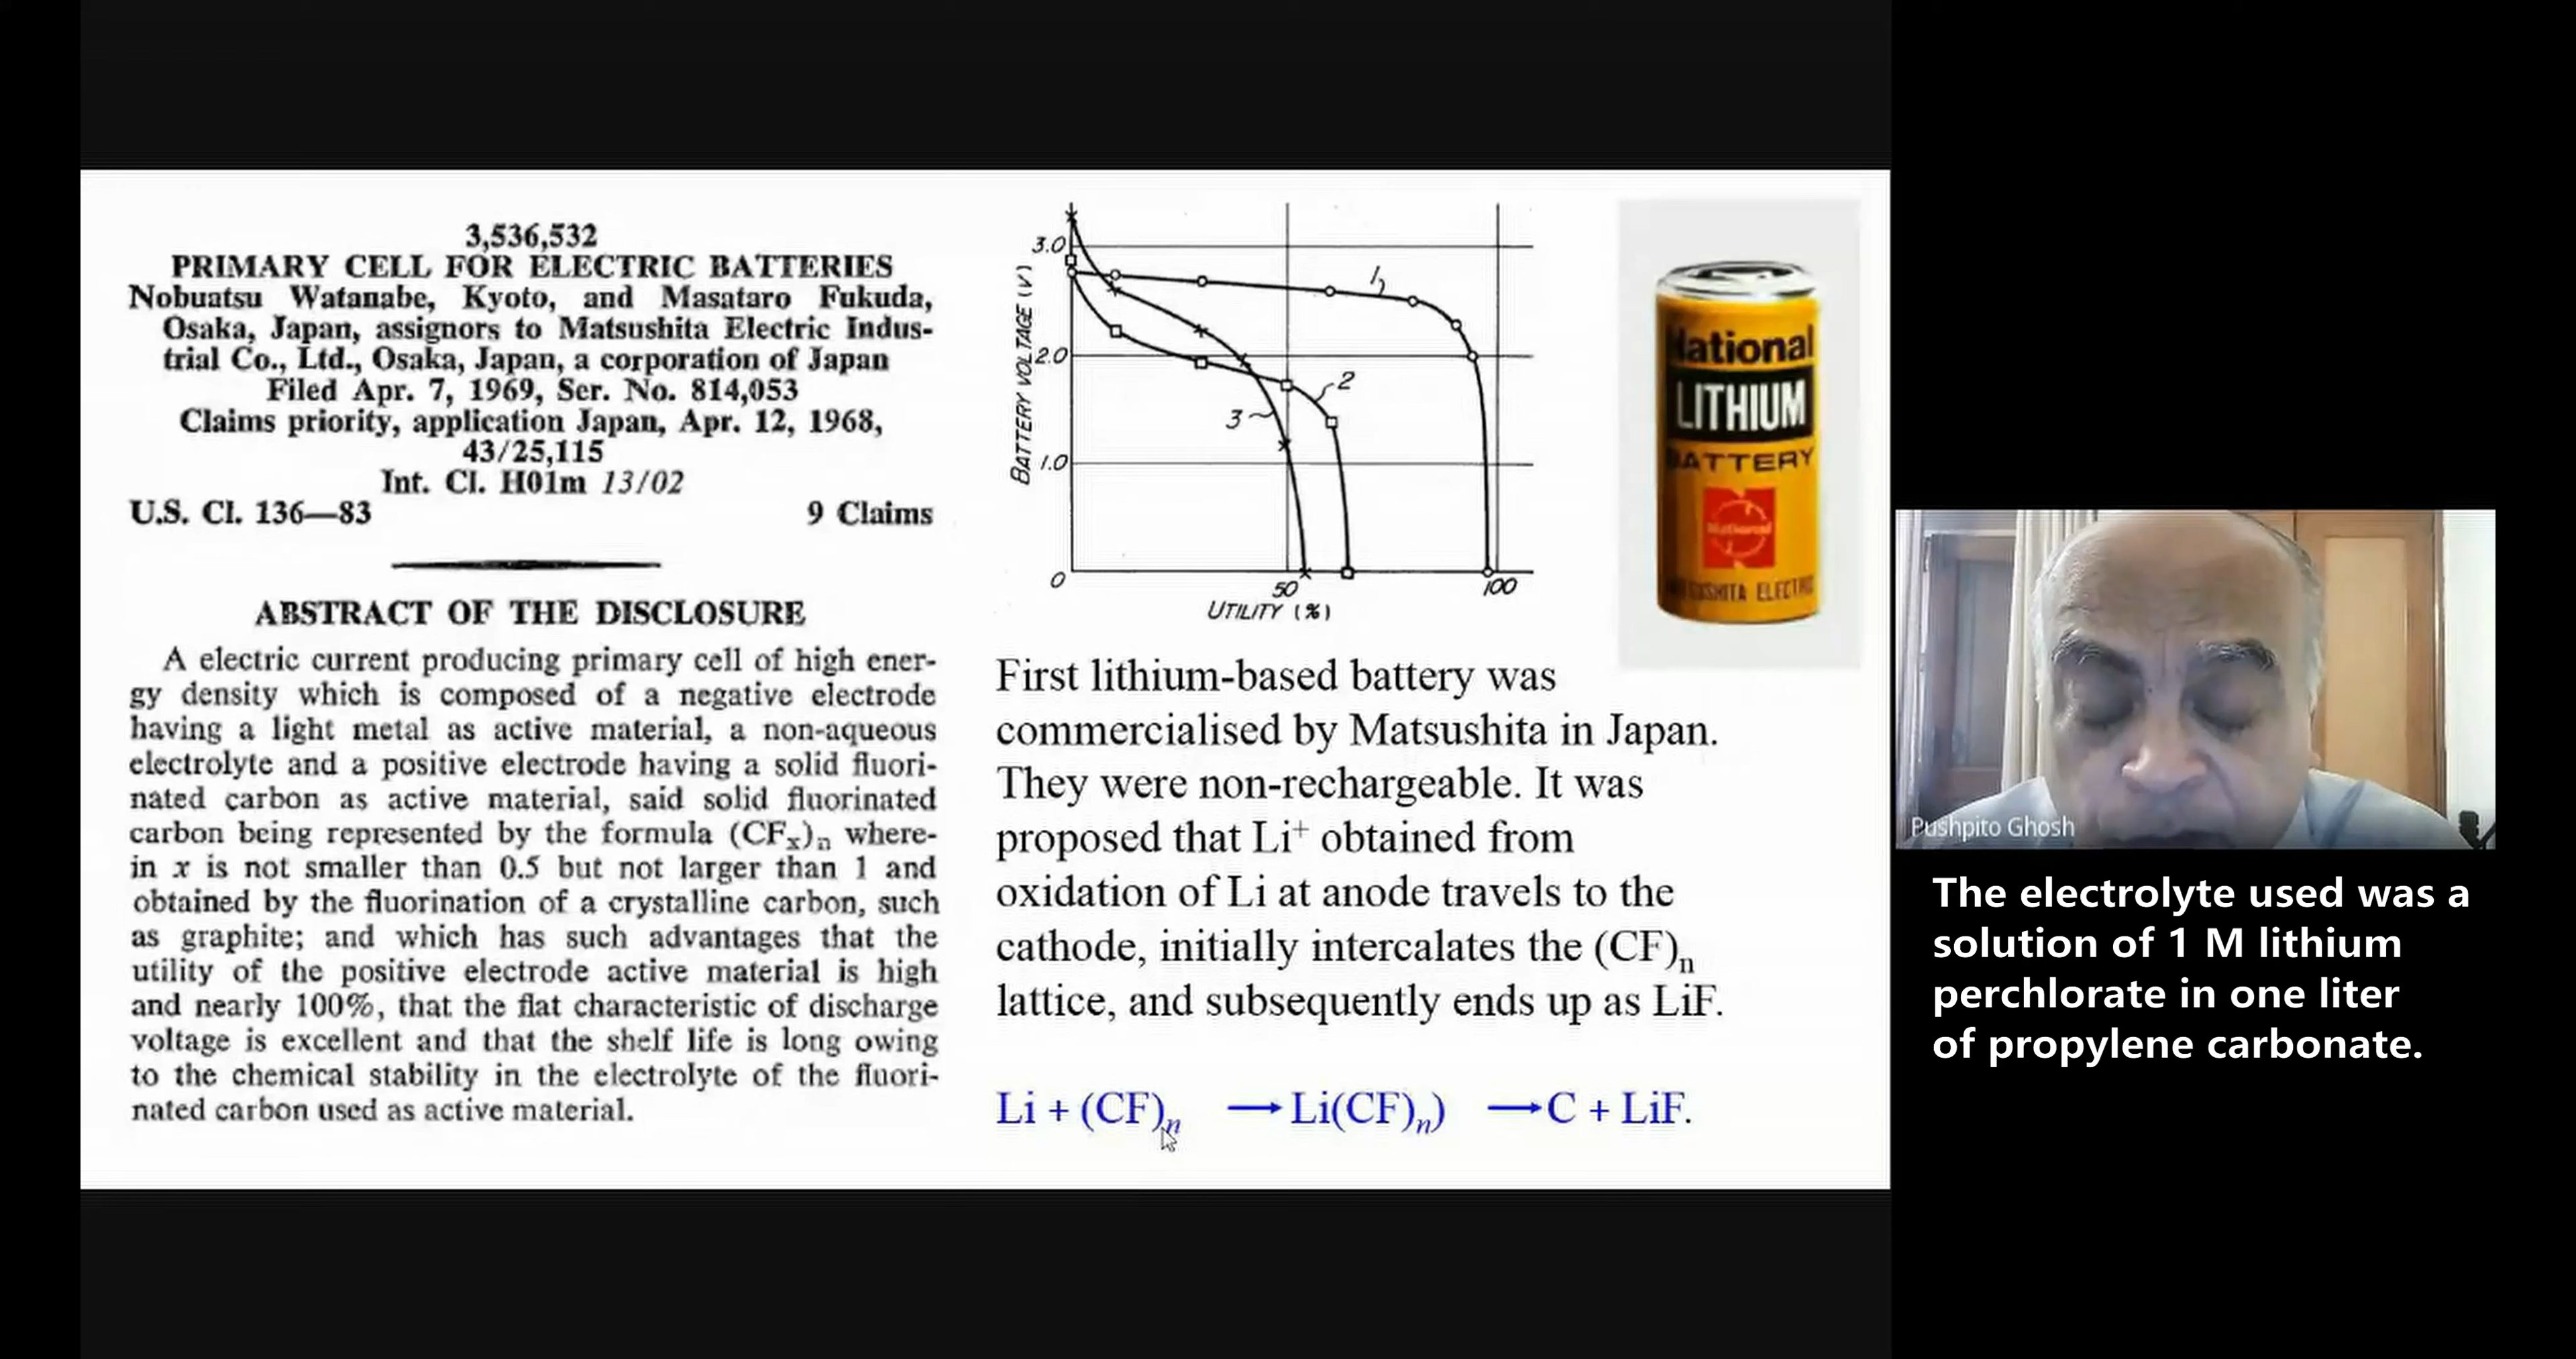 3,536,532
PRIMARY CELL FOR ELECTRIC BATTERIES
Nobuatsu Watanabe, Kyoto, and Masataro Fukuda,
Osaka, Japan, assignors to Matsushita Electric Indus-
trial Co., Ltd., Osaka, Japan, a corporation of Japan
Filed Apr. 7, 1969, Ser. No. 814,053
Claims priority, application Japan, Apr. 12, 1968,
43/25,115
Int. Cl. H01m 13/02
U.S. Cl. 136—83 9 Claims
ABSTRACT OF THE DISCLOSURE
A electric current producing primary cell of high ener-
gy density which is composed of a negative electrode
having a light metal as active material, a non-aqueous
electrolyte and a positive electrode having a solid fluori-
nated carbon as active material, said solid fluorinated
carbon being represented by the formula (CFx)n where-
in x is not smaller than 0.5 but not larger than 1 and
obtained by the fluorination of a crystalline carbon, such
as graphite; and which has such advantages that the
utility of the positive electrode active material is high
and nearly 100%, that the flat characteristic of discharge
voltage is excellent and that the shelf life is long owing
to the chemical stability in the electrolyte of the fluori-
nated carbon used as active material.
BATTERY VOLTAGE (V)
3.0
2.0
1.0
0
50
100
UTILITY (%)
1
2
3
National
LITHIUM
BATTERY
National
First lithium-based battery was
commercialised by Matsushita in Japan.
They were non-rechargeable. It was
proposed that Li⁺ obtained from
oxidation of Li at anode travels to the
cathode, initially intercalates the (CF)n
lattice, and subsequently ends up as LiF.
Li + (CF)n → Li(CF)n) → C + LiF.
Pushpito Ghosh
The electrolyte used was a
solution of 1 M lithium
perchlorate in one liter
of propylene carbonate.